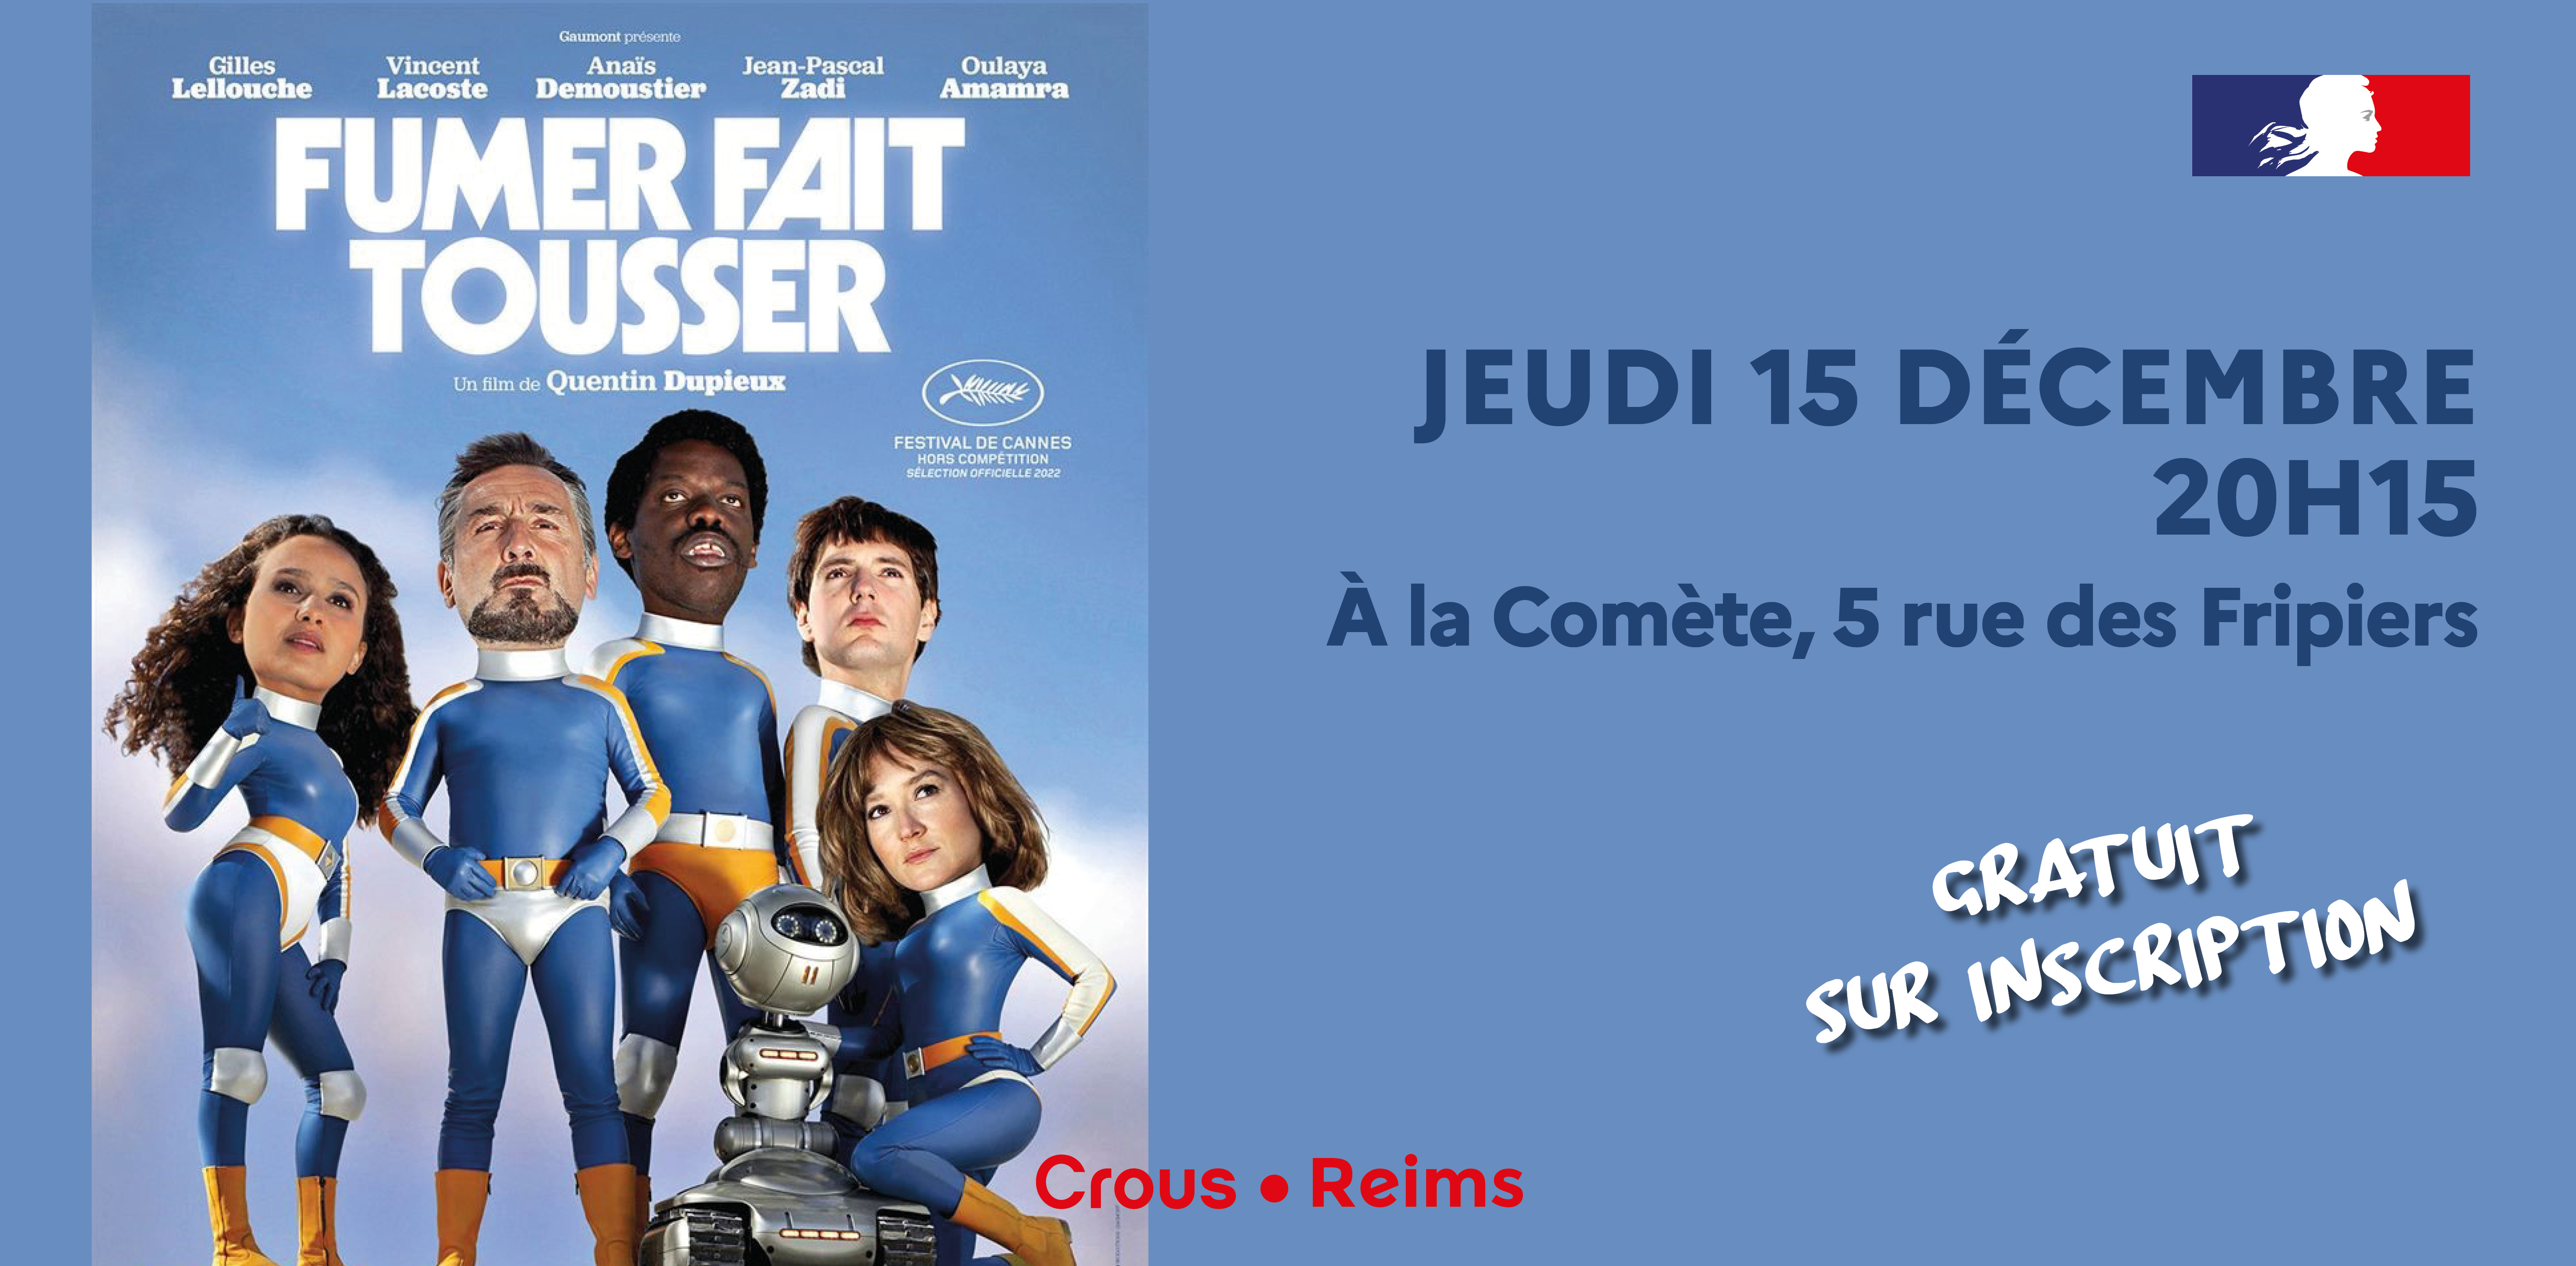 Gaumont présente
Gilles Lellouche
Vincent Lacoste
Anaïs Demoustier
Jean-Pascal Zadi
Oulaya Amamra
FUMER FAIT
TOUSSER
Un film de Quentin Dupieux
FESTIVAL DE CANNES
HORS COMPÉTITION
SÉLECTION OFFICIELLE 2022
JEUDI 15 DÉCEMBRE
20H15
À la Comète, 5 rue des Fripiers
GRATUIT
SUR INSCRIPTION
Crous • Reims